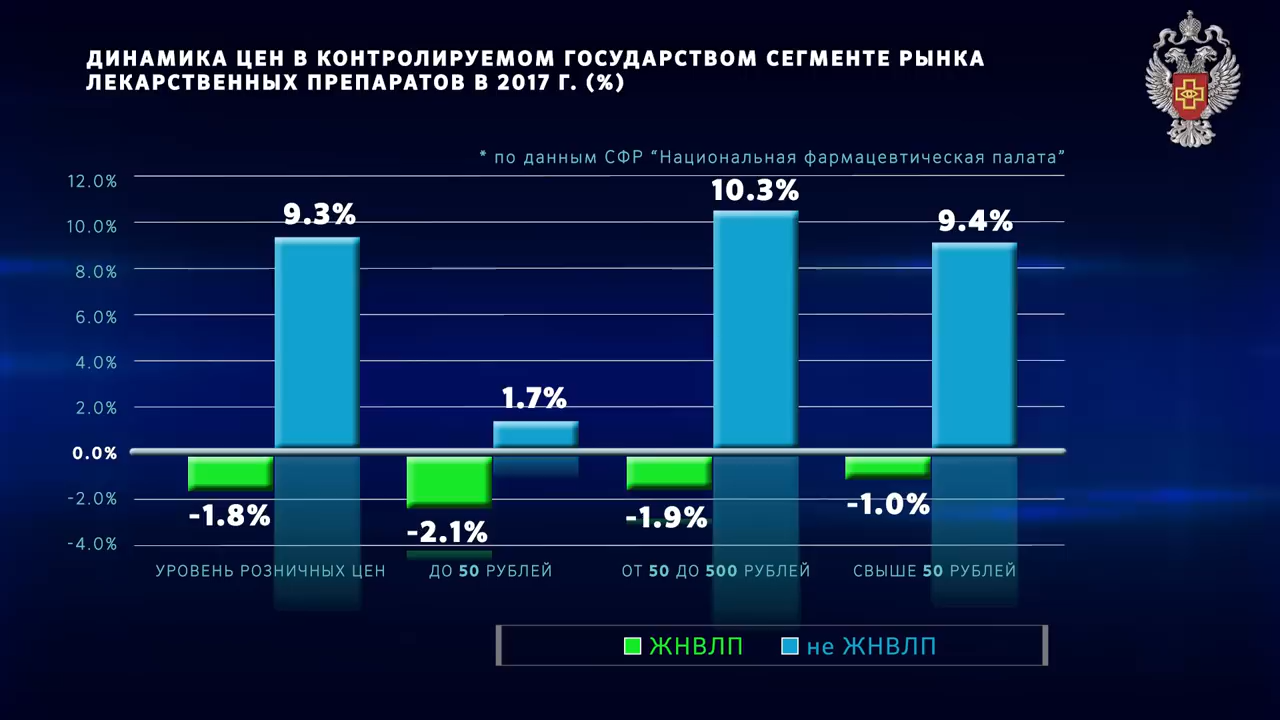 ДИНАМИКА ЦЕН В КОНТРОЛИРУЕМОМ ГОСУДАРСТВОМ СЕГМЕНТЕ РЫНКА
ЛЕКАРСТВЕННЫХ ПРЕПАРАТОВ В 2017 Г. (%)
* по данным СФР “Национальная фармацевтическая палата”
12.0%
10.0%
8.0%
6.0%
4.0%
2.0%
0.0%
-2.0%
-4.0%
9.3%
1.7%
10.3%
9.4%
-1.8%
-2.1%
-1.9%
-1.0%
УРОВЕНЬ РОЗНИЧНЫХ ЦЕН
ДО 50 РУБЛЕЙ
ОТ 50 ДО 500 РУБЛЕЙ
СВЫШЕ 50 РУБЛЕЙ
ЖНВЛП
не ЖНВЛП